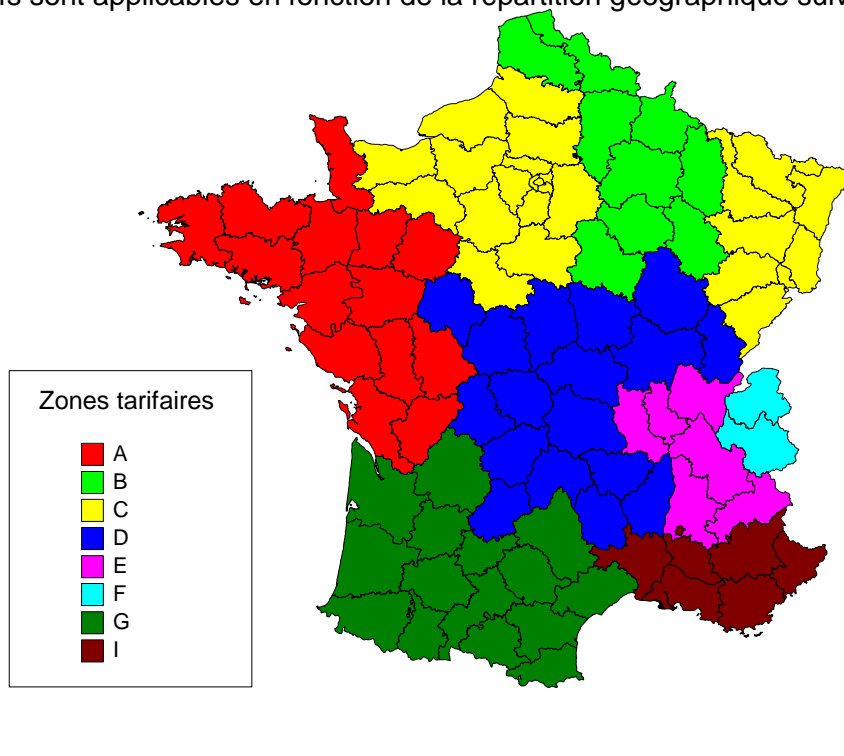 sont applicables en fonction de la répartition géographique
Zones tarifaires
A
B
C
D
E
F
G
I